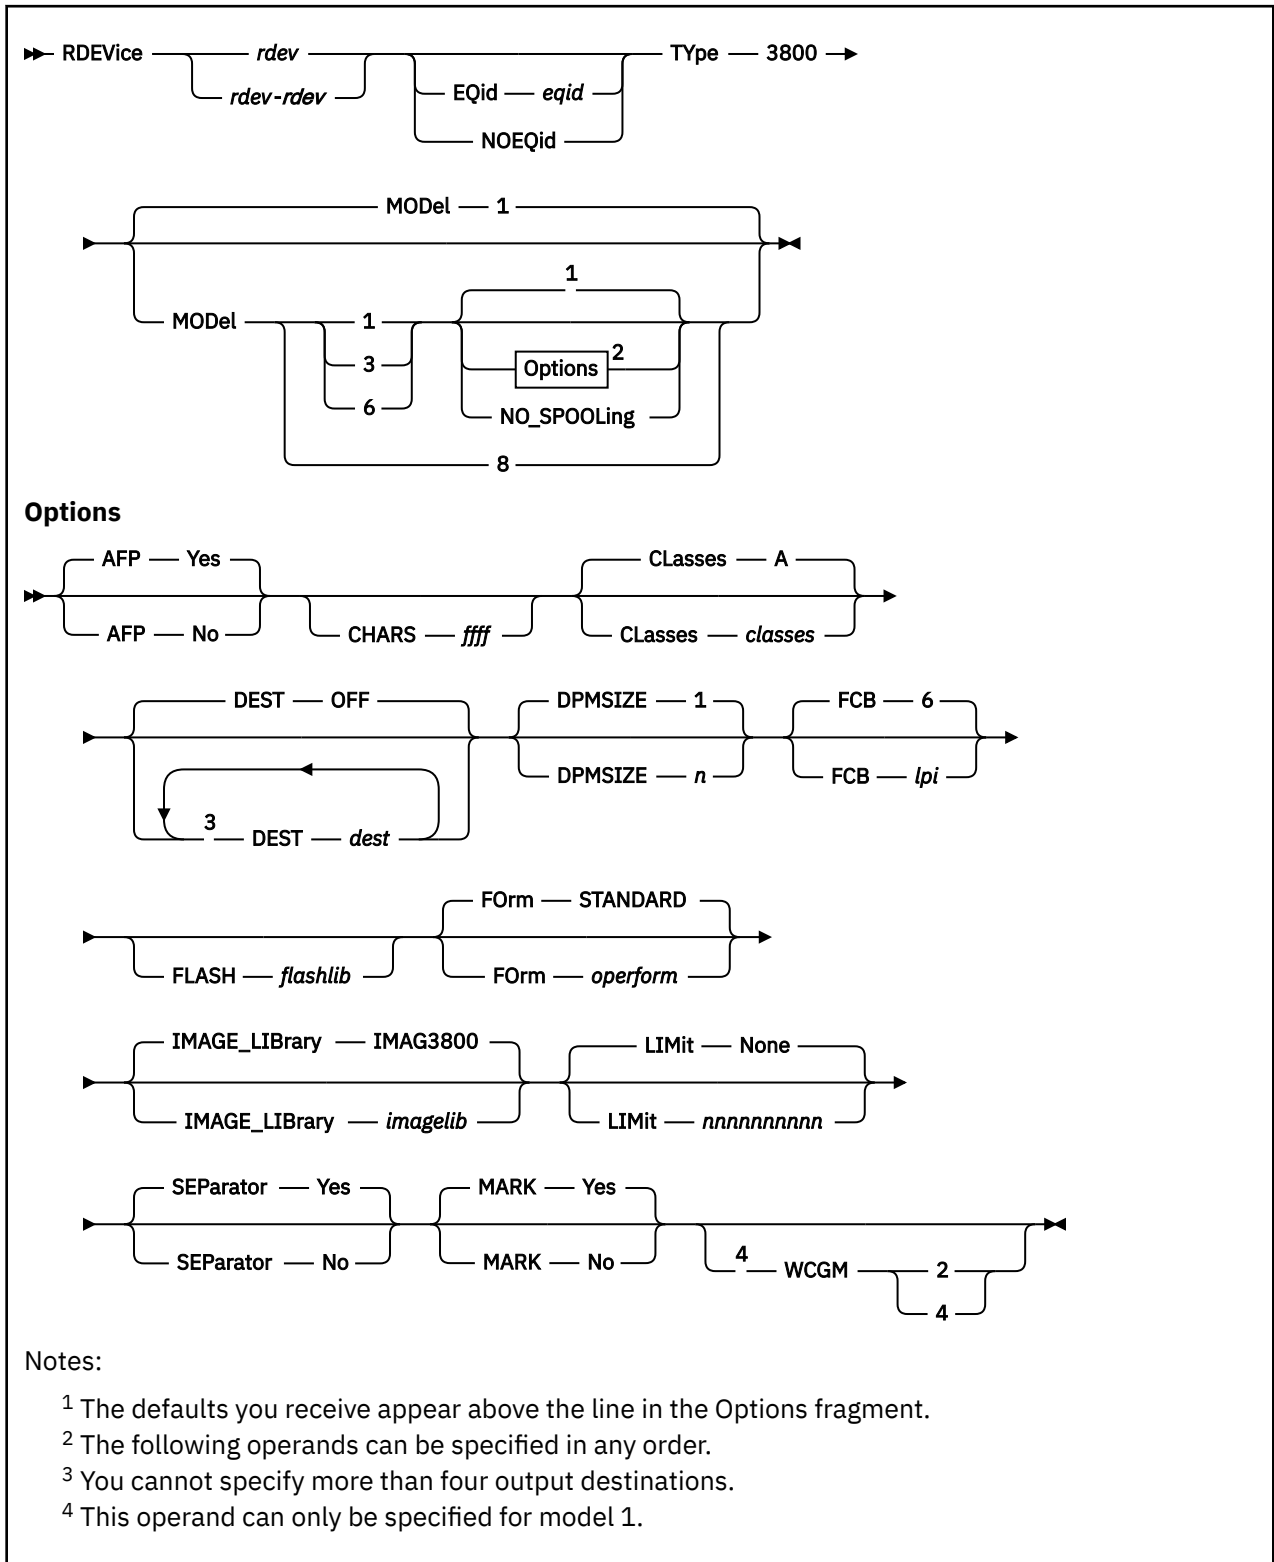 RDEVice rdev TYpe 3800
rdev-rdev EQid eqid
NOEQid
MODel 1
1
MODel 1
3 Options 2
6 NO_SPOOLing
8
Options
AFP Yes CLasses A
AFP No CHARS ffff CLasses classes
DEST OFF DPMSIZE 1 FCB 6
DPMSIZE n FCB lpi
3 DEST dest
FOrm STANDARD
FLASH flashlib FOrm operform
IMAGE_LIBrary IMAG3800 LIMit None
IMAGE_LIBrary imagelib LIMit nnnnnnnnnn
SEParator Yes MARK Yes
SEParator No MARK No 4 WCGM 2
4
Notes:
1 The defaults you receive appear above the line in the Options fragment.
2 The following operands can be specified in any order.
3 You cannot specify more than four output destinations.
4 This operand can only be specified for model 1.